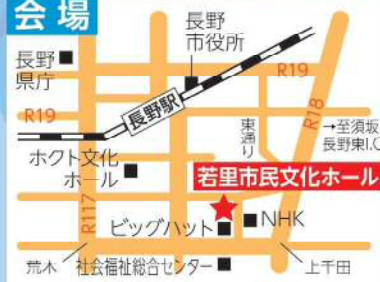 会場
長野
市役所
長野
県庁
R19
R19
長野駅
R18
東通り
→至須坂
長野東I.C
ホクト文化
ホール
若里市民文化ホール
R117
ビッグハット
NHK
荒木
社会福祉総合センター
上千田